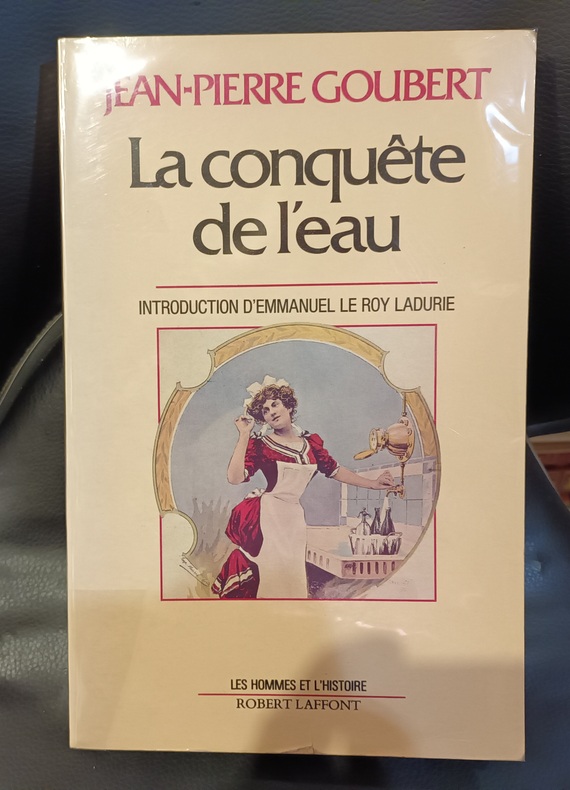 JEAN-PIERRE GOUBERT
La conquête
de l'eau
INTRODUCTION D'EMMANUEL LE ROY LADURIE
LES HOMMES ET L'HISTOIRE
ROBERT LAFFONT